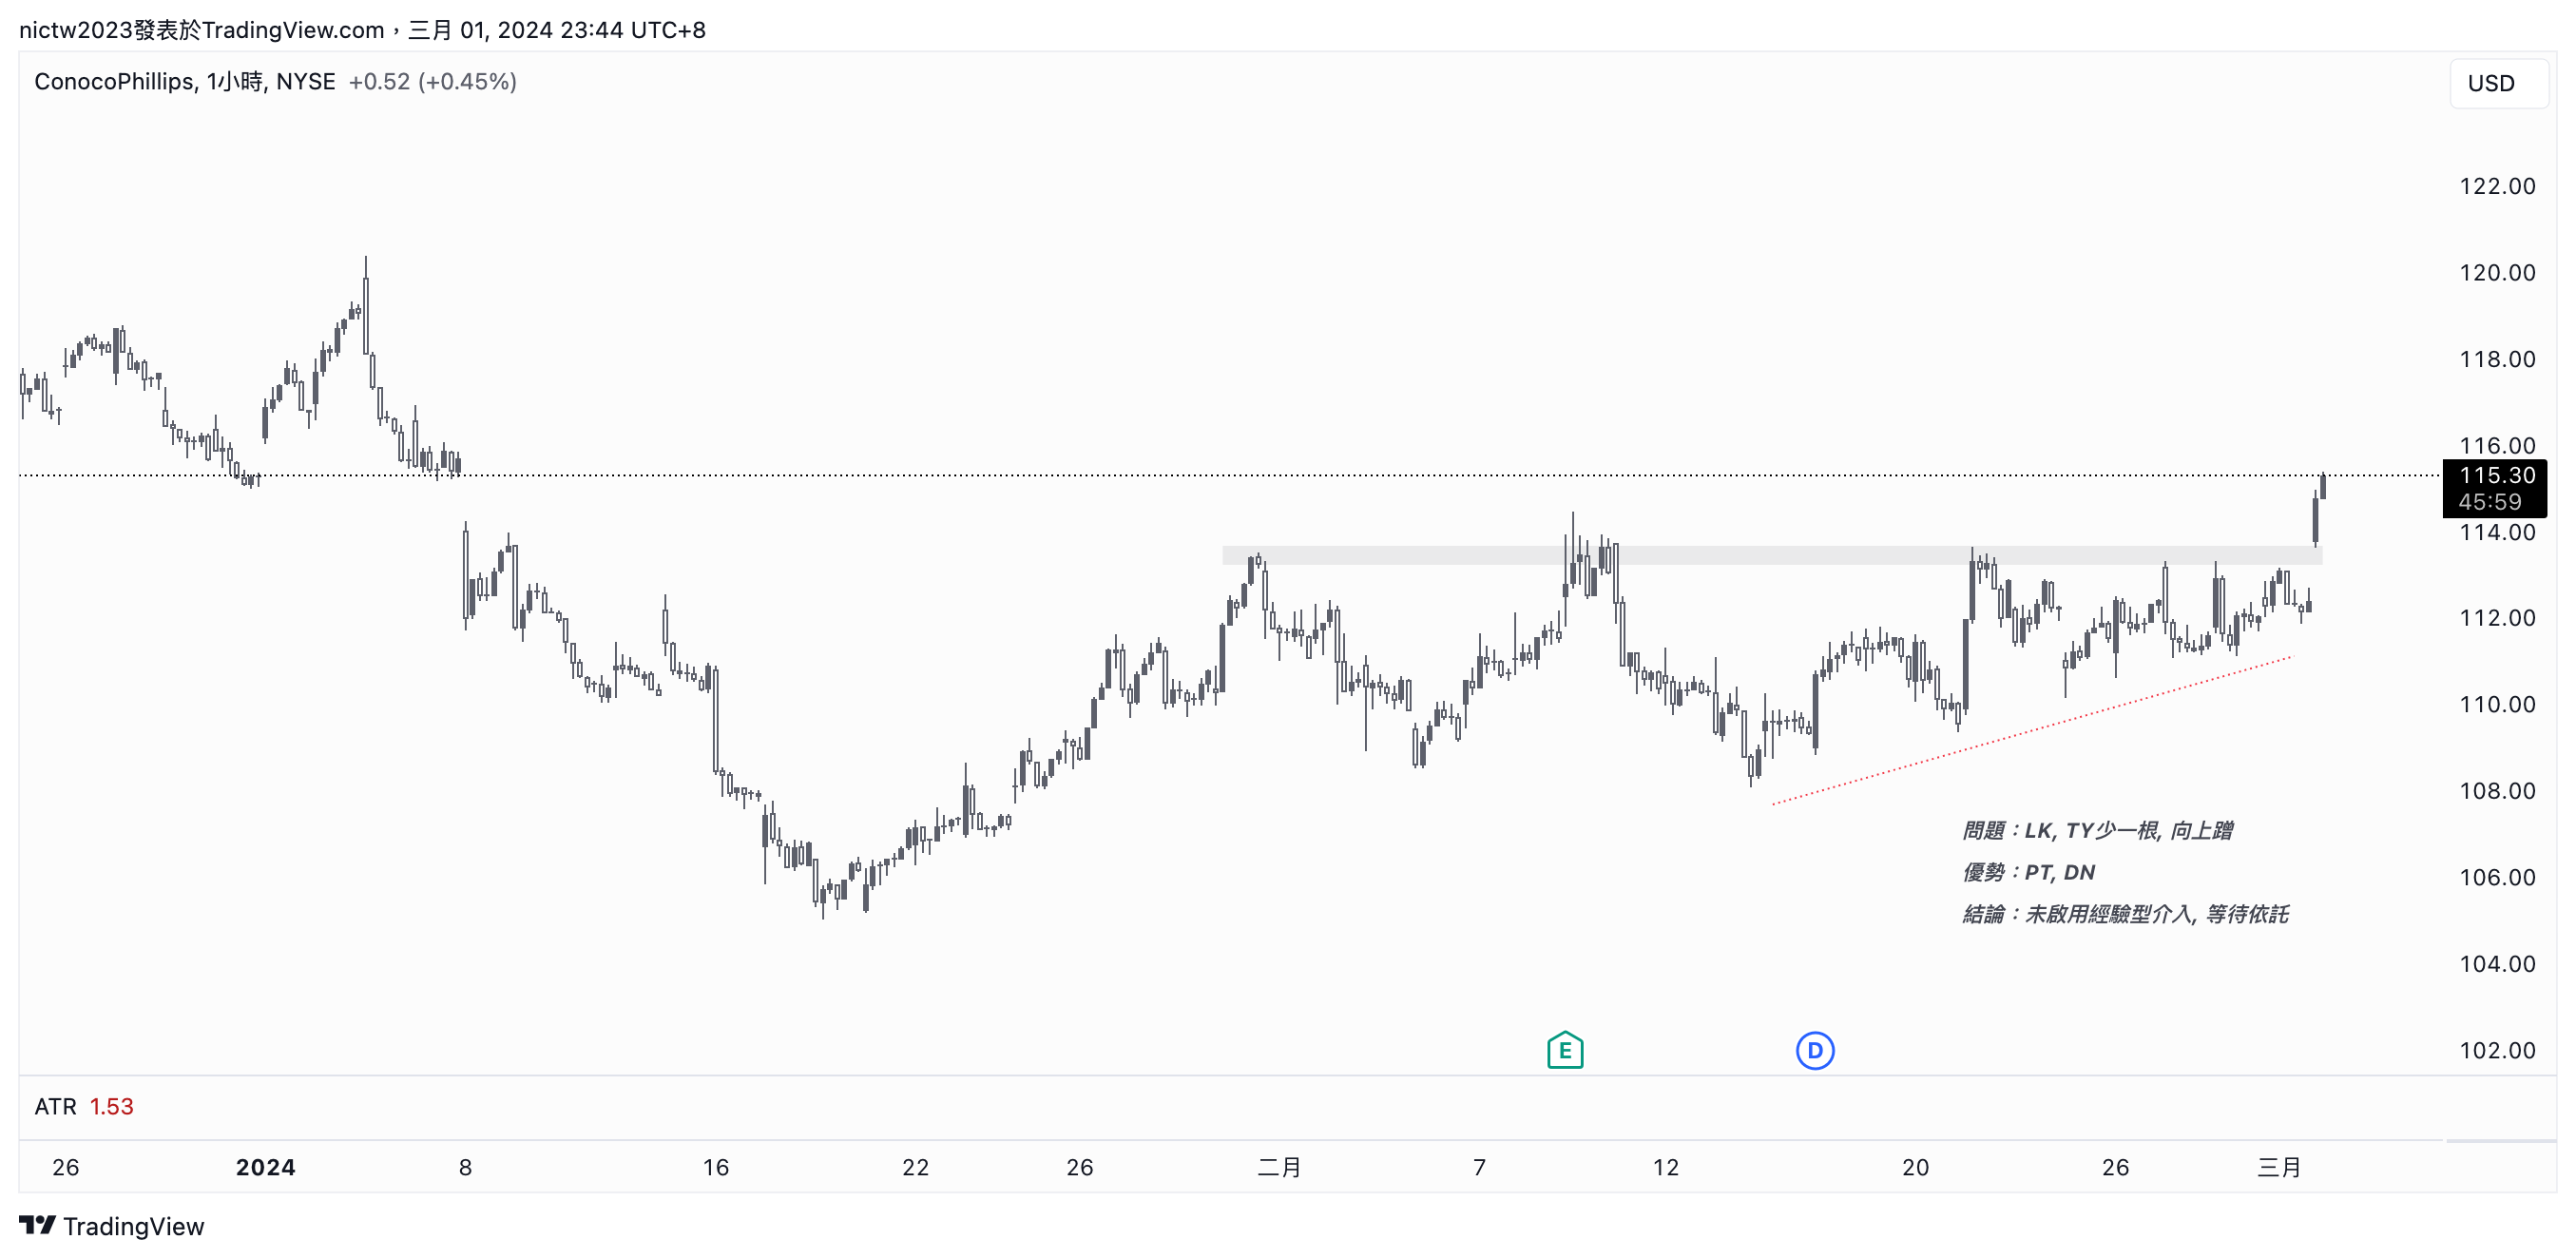 nictw2023發表於TradingView.com，三月 01, 2024 23:44 UTC+8
ConocoPhillips, 1小時, NYSE +0.52 (+0.45%)
USD
122.00
120.00
118.00
116.00
115.30
45:59
114.00
112.00
110.00
108.00
問題：LK, TY少一根, 向上蹭
優勢：PT, DN
結論：未啟用經驗型介入, 等待依託
106.00
104.00
102.00
E
D
ATR 1.53
26 2024 8 16 22 26 二月 7 12 20 26 三月
TradingView